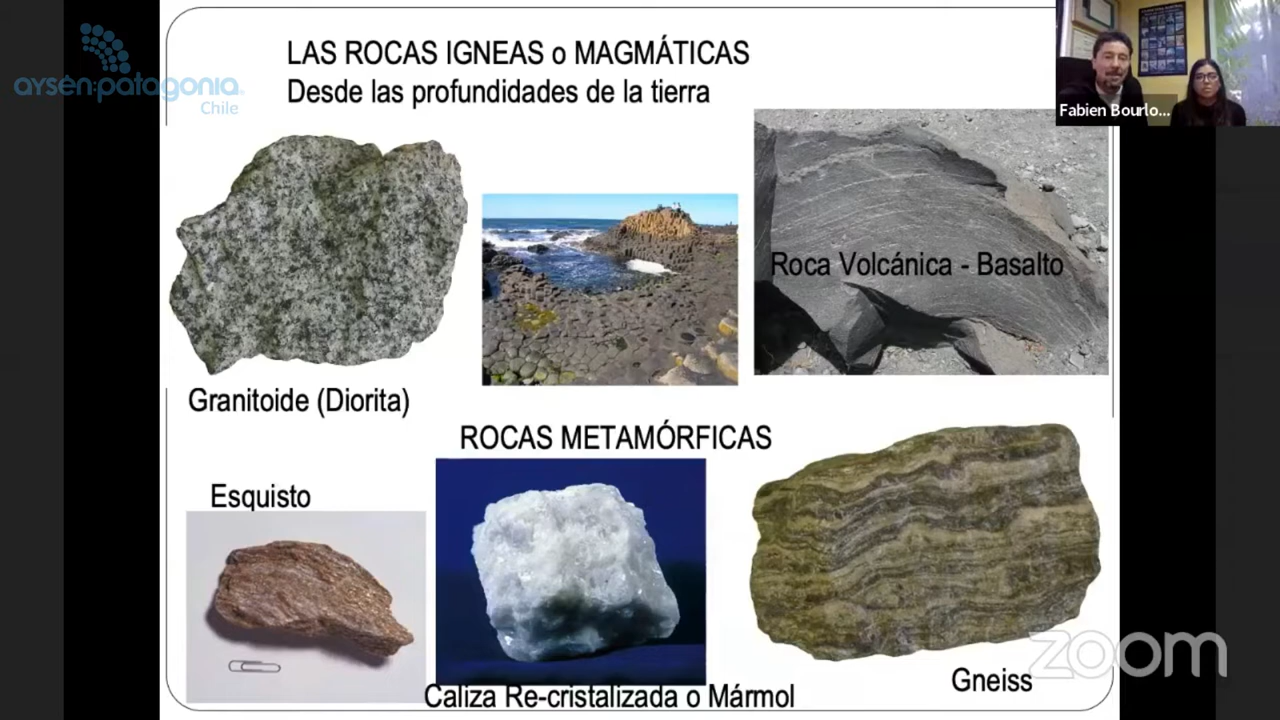 LAS ROCAS IGNEAS o MAGMÁTICAS
Desde las profundidades de la tierra
aysén:patagonia
Chile
Fabien Bourlo...
Roca Volcánica - Basalto
Granitoide (Diorita)
ROCAS METAMÓRFICAS
Esquisto
Caliza Re-cristalizada o Mármol
Gneiss
zoom